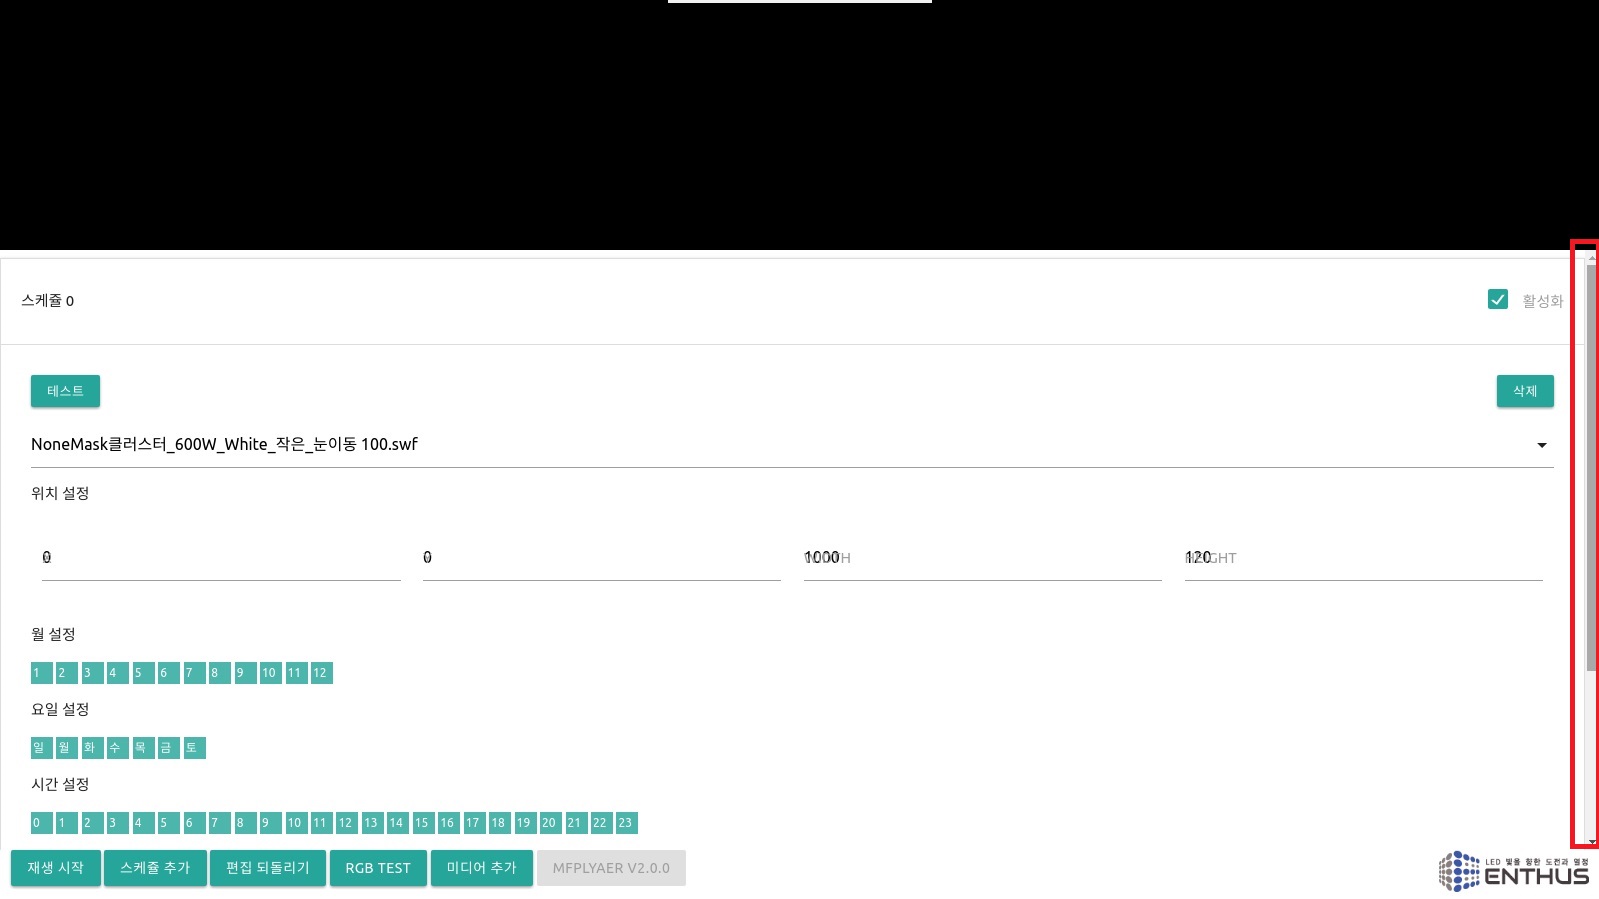 스케쥴 0
활성화
테스트
삭제
NoneMask클러스터_600W_White_작은_눈이동 100.swf
위치 설정
0 0 1000 WIDTH 120 HEIGHT
월 설정
1 2 3 4 5 6 7 8 9 10 11 12
요일 설정
일 월 화 수 목 금 토
시간 설정
0 1 2 3 4 5 6 7 8 9 10 11 12 13 14 15 16 17 18 19 20 21 22 23
재생 시작 스케쥴 추가 편집 되돌리기 RGB TEST 미디어 추가 MFPLYAER V2.0.0
LED 빛을 향한 도전과 열정
ENTHUS